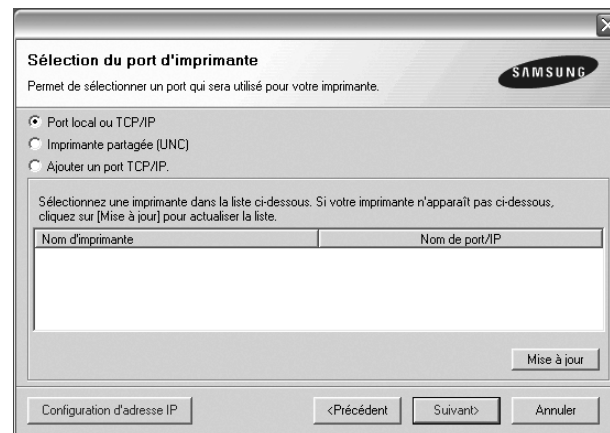 Sélection du port d'imprimante
Permet de sélectionner un port qui sera utilisé pour votre imprimante.
SAMSUNG
Port local ou TCP/IP
Imprimante partagée (UNC)
Ajouter un port TCP/IP.
Sélectionnez une imprimante dans la liste ci-dessous. Si votre imprimante n'apparaît pas ci-dessous,
cliquez sur [Mise à jour] pour actualiser la liste.
Nom d'imprimante Nom de port/IP
Mise à jour
Configuration d'adresse IP <Précédent Suivant> Annuler